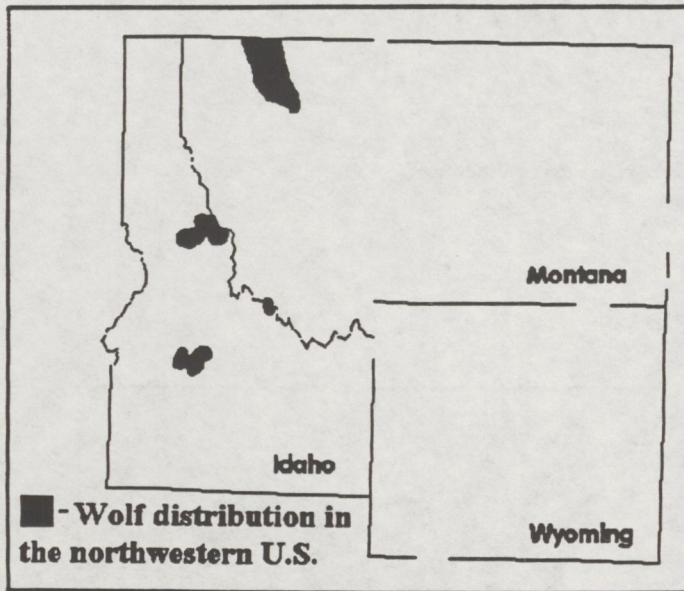 Montana
Idaho
Wyoming
- Wolf distribution in
the northwestern U.S.